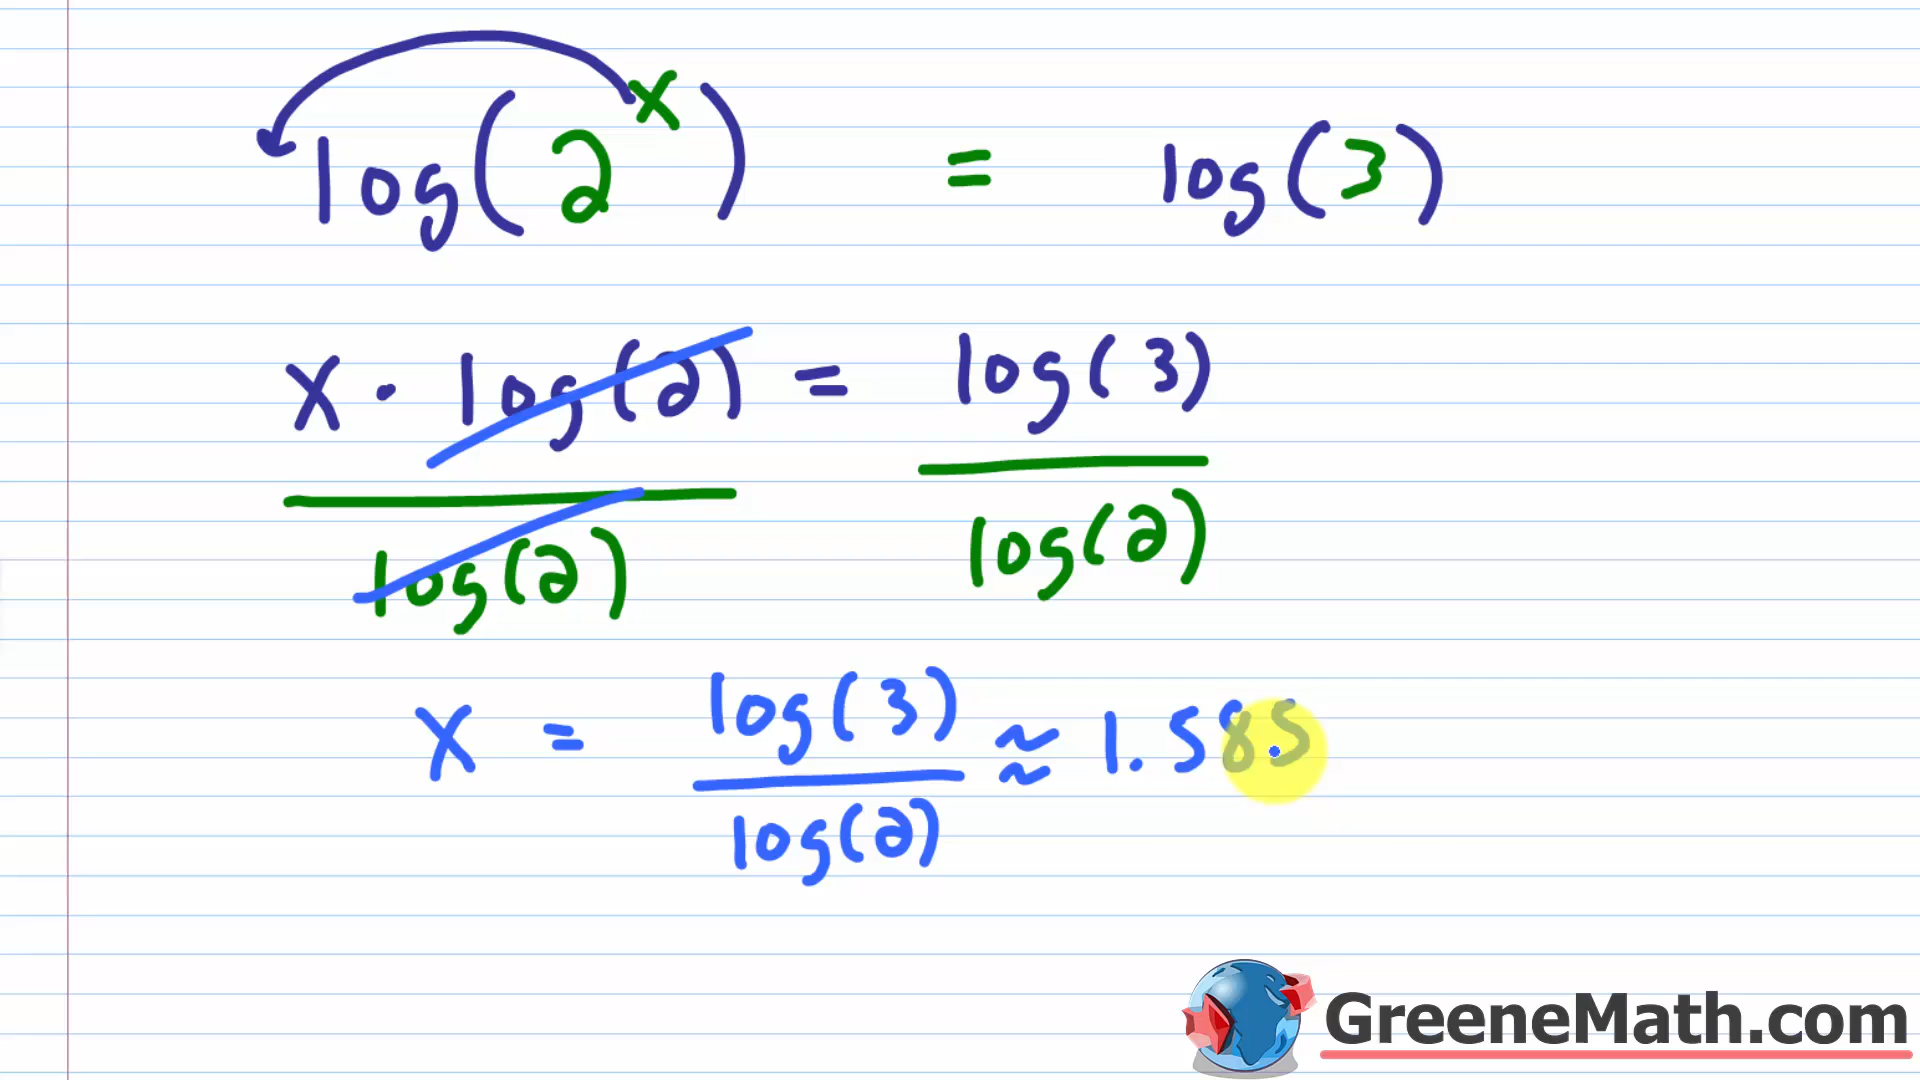 log(2^x) = log(3)
x · log(2) = log(3)
log(2) log(2)
x = log(3) ≈ 1.585
log(2)
GreeneMath.com